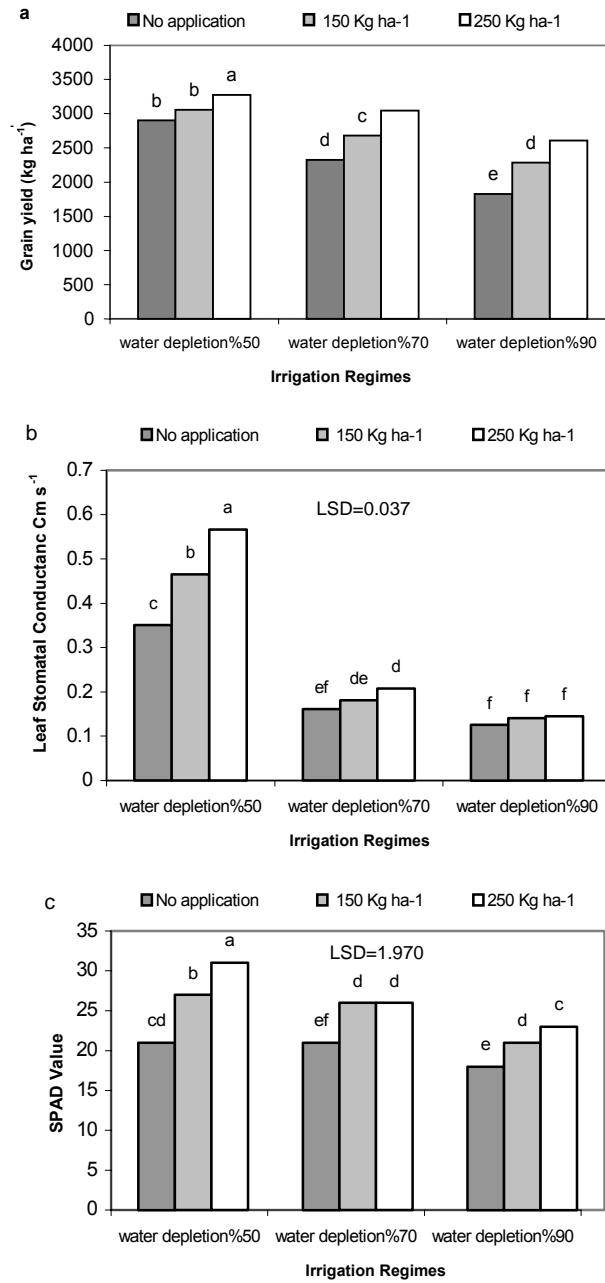 a
No application 150 Kg ha-1 250 Kg ha-1
4000
3500
3000
2500
2000
1500
1000
500
0
Grain yield (kg ha-1)
b b a
d c
e d
water depletion%50 water depletion%70 water depletion%90
Irrigation Regimes
b
No application 150 Kg ha-1 250 Kg ha-1
0.7
0.6
0.5
0.4
0.3
0.2
0.1
0
Leaf Stomatal Conductanc Cm s -1
LSD=0.037
c b a
ef de d
f f f
water depletion%50 water depletion%70 water depletion%90
Irrigation Regimes
c
No application 150 Kg ha-1 250 Kg ha-1
35
30
25
20
15
10
5
0
SPAD Value
LSD=1.970
cd b a
ef d d
e d c
water depletion%50 water depletion%70 water depletion%90
Irrigation Regimes